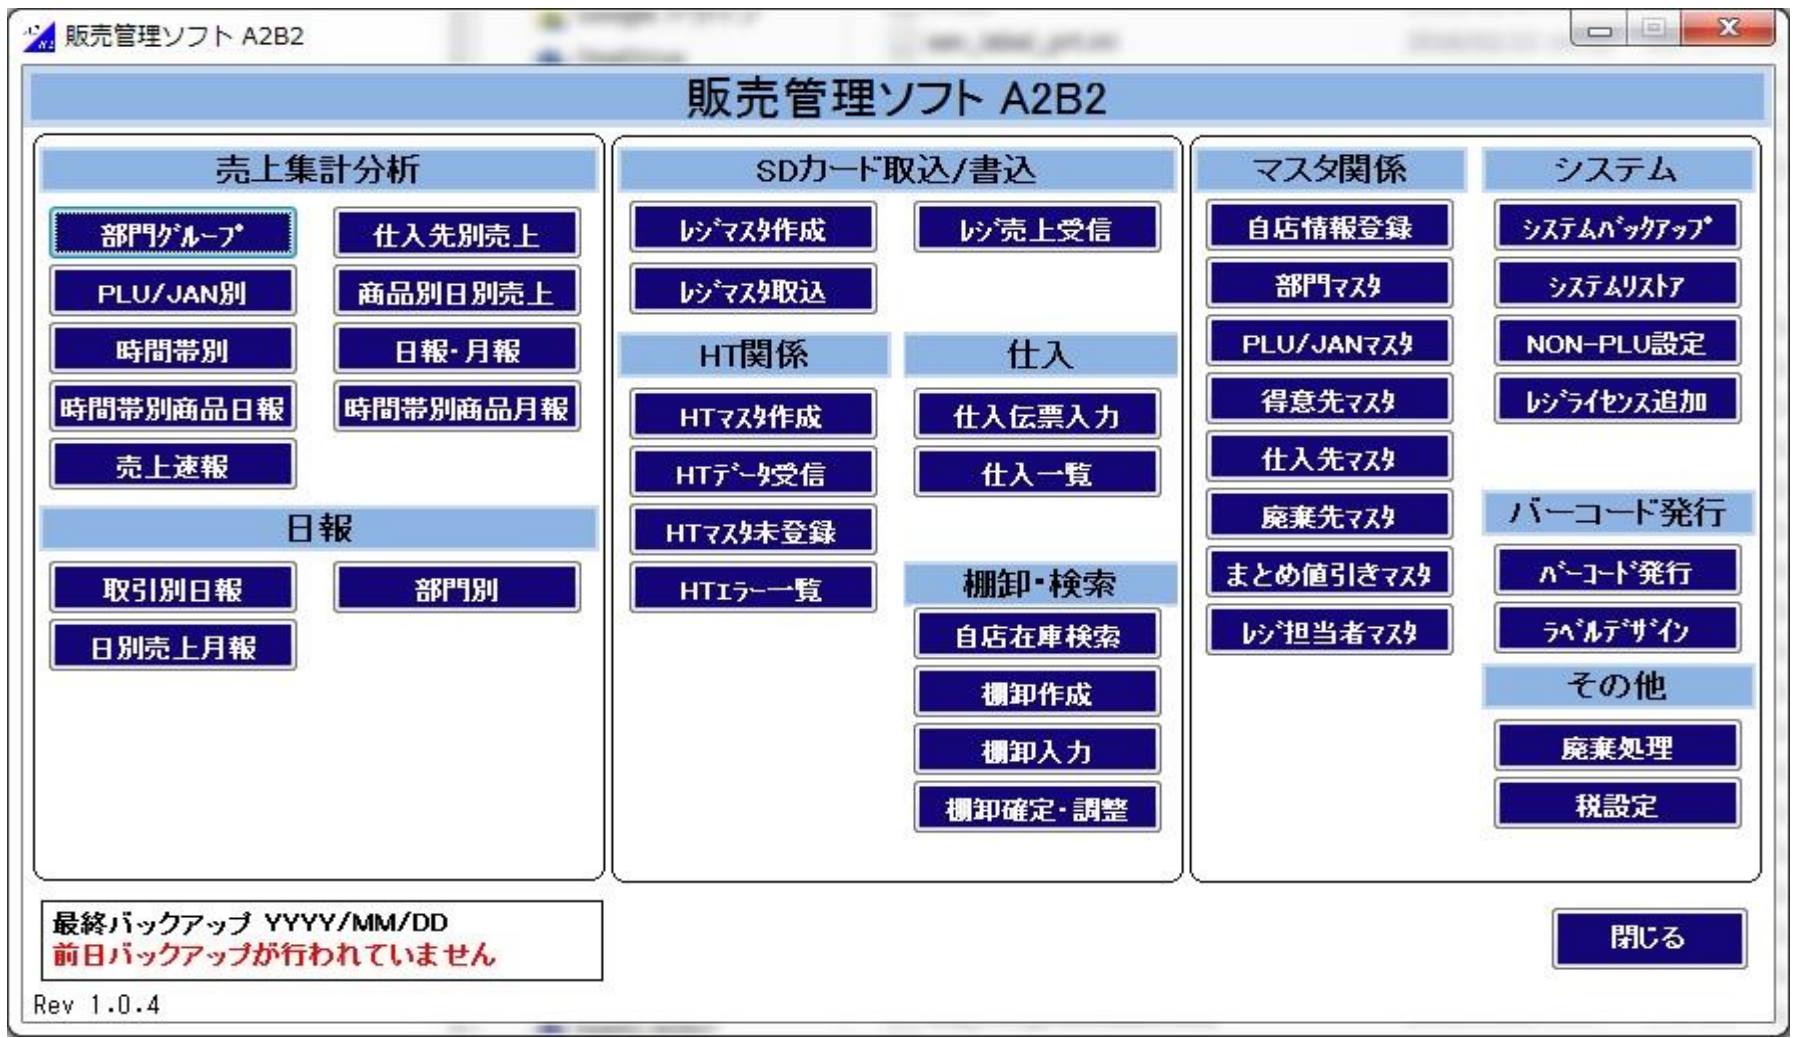 販売管理ソフト A2B2
販売管理ソフト A2B2
売上集計分析
部門ｸﾞﾙｰﾌﾟ
仕入先別売上
PLU/JAN別
商品別日別売上
時間帯別
日報･月報
時間帯別商品日報
時間帯別商品月報
売上速報
日報
取引別日報
部門別
日別売上月報
SDカード取込/書込
ﾚｼﾞﾏｽﾀ作成
ﾚｼﾞ売上受信
ﾚｼﾞﾏｽﾀ取込
HT関係
HTﾏｽﾀ作成
HTﾃﾞｰﾀ受信
HTﾏｽﾀ未登録
HTｴﾗｰ一覧
仕入
仕入伝票入力
仕入一覧
棚卸･検索
自店在庫検索
棚卸作成
棚卸入力
棚卸確定･調整
マスタ関係
自店情報登録
部門ﾏｽﾀ
PLU/JANﾏｽﾀ
得意先ﾏｽﾀ
仕入先ﾏｽﾀ
廃棄先ﾏｽﾀ
まとめ値引きﾏｽﾀ
ﾚｼﾞ担当者ﾏｽﾀ
システム
ｼｽﾃﾑﾊﾞｯｸｱｯﾌﾟ
ｼｽﾃﾑﾘｽﾄｱ
NON-PLU設定
ﾚｼﾞﾗｲｾﾝｽ追加
バーコード発行
ﾊﾞｰｺｰﾄﾞ発行
ﾗﾍﾞﾙﾃﾞｻﾞｲﾝ
その他
廃棄処理
税設定
最終バックアップ YYYY/MM/DD
前日バックアップが行われていません
閉じる
Rev 1.0.4